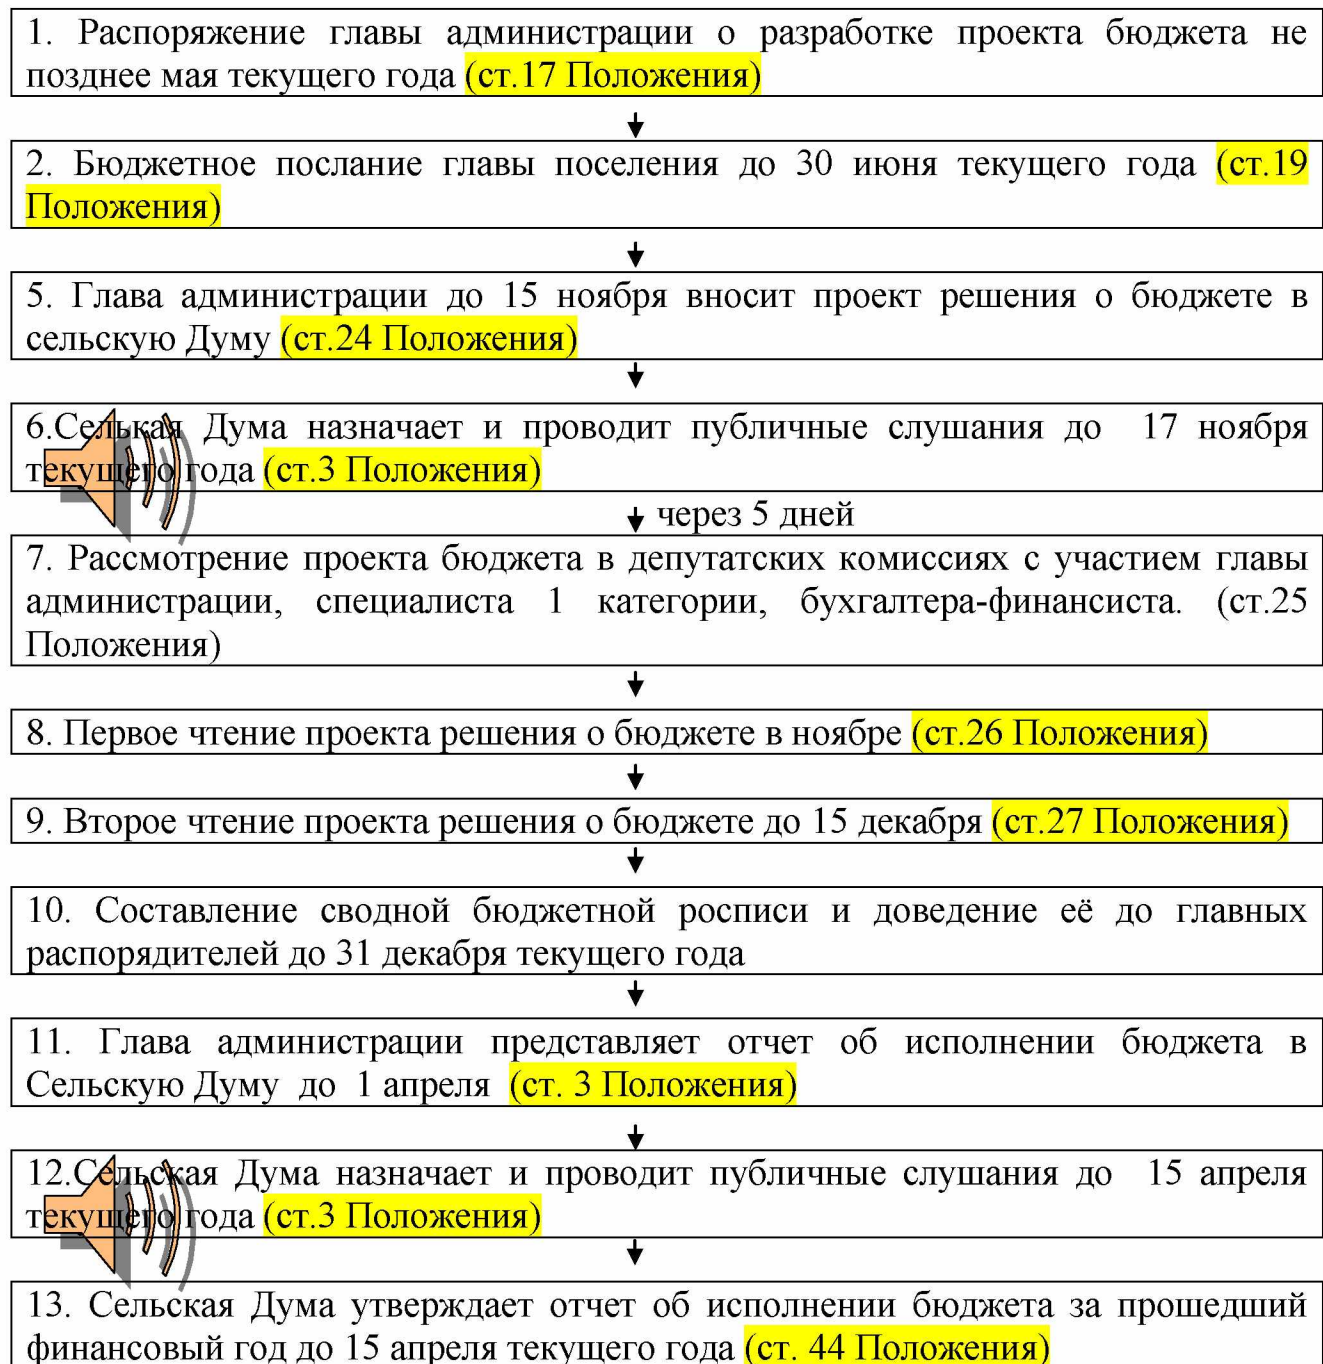 1. Распоряжение главы администрации о разработке проекта бюджета не
позднее мая текущего года (ст.17 Положения)
2. Бюджетное послание главы поселения до 30 июня текущего года (ст.19
Положения)
5. Глава администрации до 15 ноября вносит проект решения о бюджете в
сельскую Думу (ст.24 Положения)
6.Селькая Дума назначает и проводит публичные слушания до 17 ноября
текущего года (ст.3 Положения)
через 5 дней
7. Рассмотрение проекта бюджета в депутатских комиссиях с участием главы
администрации, специалиста 1 категории, бухгалтера-финансиста. (ст.25
Положения)
8. Первое чтение проекта решения о бюджете в ноябре (ст.26 Положения)
9. Второе чтение проекта решения о бюджете до 15 декабря (ст.27 Положения)
10. Составление сводной бюджетной росписи и доведение её до главных
распорядителей до 31 декабря текущего года
11. Глава администрации представляет отчет об исполнении бюджета в
Сельскую Думу до 1 апреля (ст. 3 Положения)
12.Сельская Дума назначает и проводит публичные слушания до 15 апреля
текущего года (ст.3 Положения)
13. Сельская Дума утверждает отчет об исполнении бюджета за прошедший
финансовый год до 15 апреля текущего года (ст. 44 Положения)